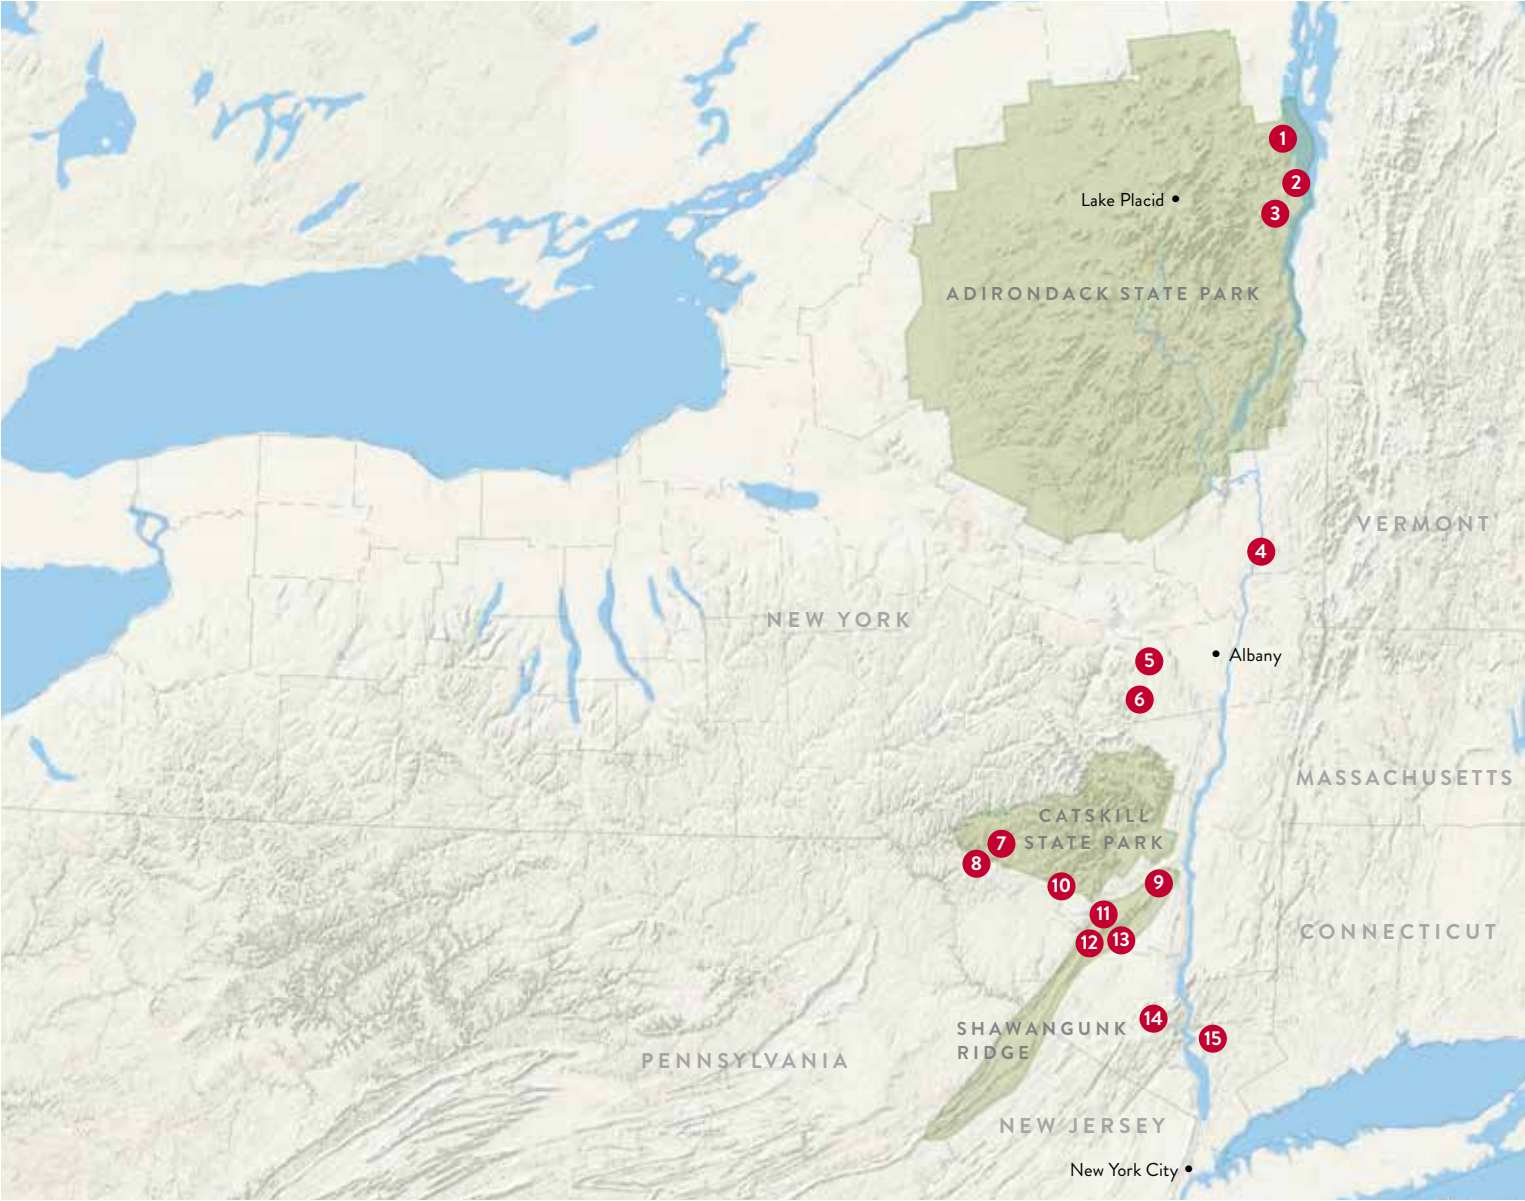 1
2
Lake Placid
3
ADIRONDACK STATE PARK
VERMONT
4
NEW YORK
Albany
5
6
MASSACHUSETTS
CATSKILL
STATE PARK
7
8
9
10
11
CONNECTICUT
12
13
14
SHAWANGUNK
RIDGE
15
PENNSYLVANIA
NEW JERSEY
New York City